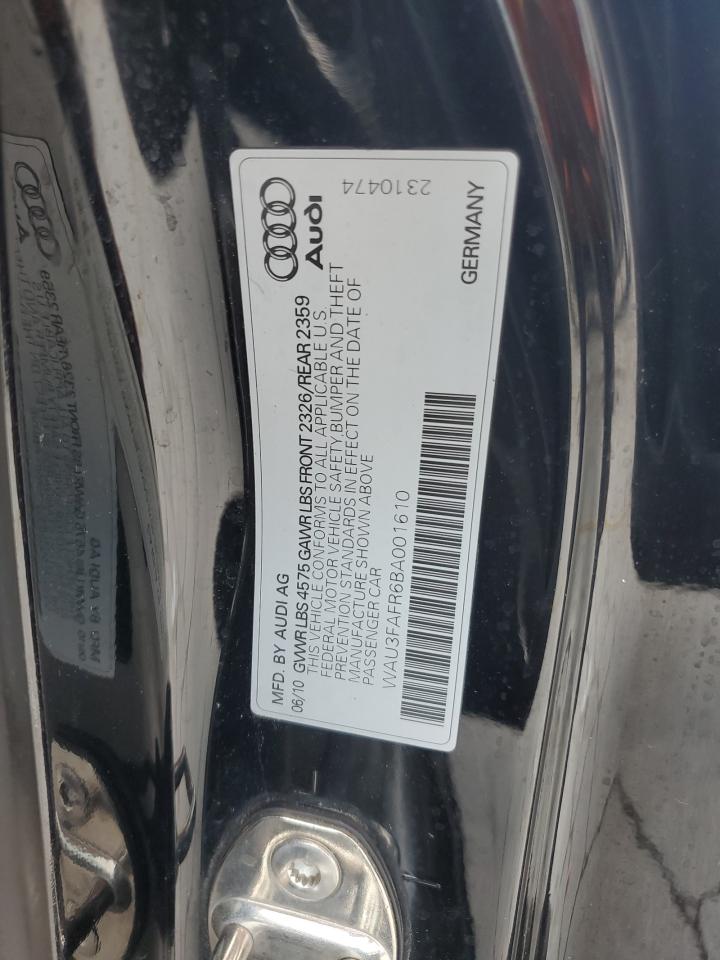 Audi
MFD. BY AUDI AG
06/10 GVWR LBS 4575 GAWR LBS FRONT 2326/REAR 2359
THIS VEHICLE CONFORMS TO ALL APPLICABLE U.S.
FEDERAL MOTOR VEHICLE SAFETY, BUMPER AND THEFT
PREVENTION STANDARDS IN EFFECT ON THE DATE OF
MANUFACTURE SHOWN ABOVE
PASSENGER CAR
WAU3FAFR6BA001610
2310474
GERMANY